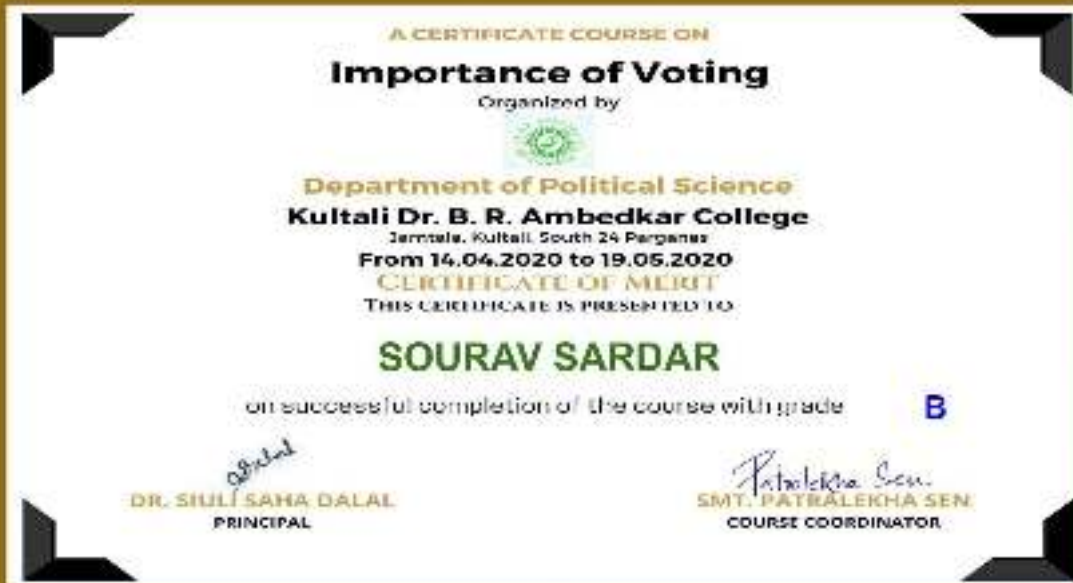 A CERTIFICATE COURSE ON
Importance of Voting
Organized by
Department of Political Science
Kultali Dr. B. R. Ambedkar College
Jamtala, Kultali, South 24 Parganas
From 14.04.2020 to 19.05.2020
CERTIFICATE OF MERIT
THIS CERTIFICATE IS PRESENTED TO
SOURAV SARDAR
on successful completion of the course with grade B
Patralekha Sen.
DR. SIULI SAHA DALAL
SMT. PATRALEKHA SEN
PRINCIPAL
COURSE COORDINATOR